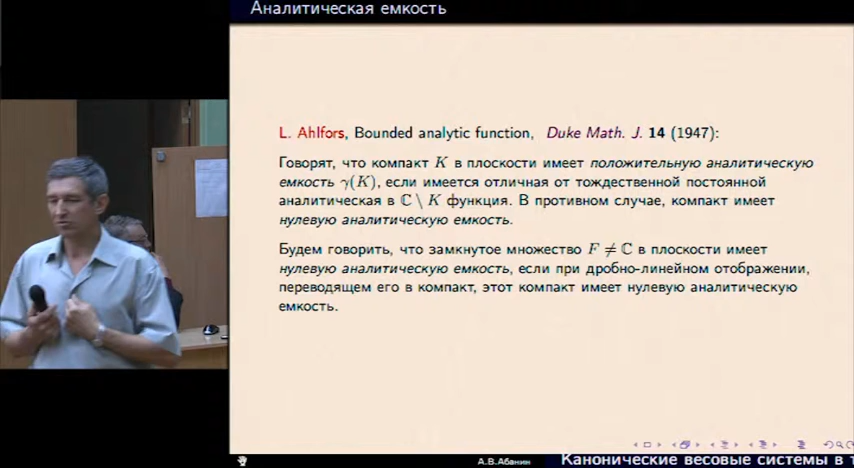 Аналитическая емкость
L. Ahlfors, Bounded analytic function, Duke Math. J. 14 (1947):
Говорят, что компакт K в плоскости имеет положительную аналитическую
емкость γ(K), если имеется отличная от тождественной постоянной
аналитическая в ℂ \ K функция. В противном случае, компакт имеет
нулевую аналитическую емкость.
Будем говорить, что замкнутое множество F ≠ ℂ в плоскости имеет
нулевую аналитическую емкость, если при дробно-линейном отображении,
переводящем его в компакт, этот компакт имеет нулевую аналитическую
емкость.
А.В.Абанин Канонические весовые системы в т